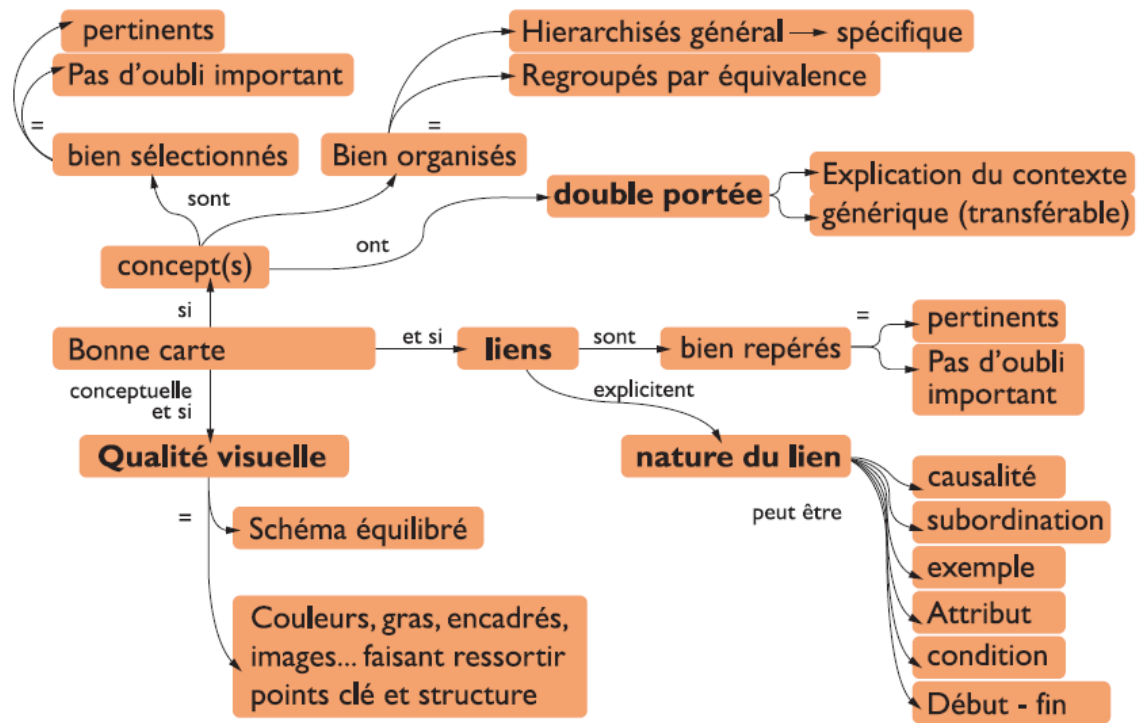 pertinents
Pas d'oubli important
=
bien sélectionnés
Hierarchisés général → spécifique
Regroupés par équivalence
=
Bien organisés
sont
double portée
Explication du contexte
générique (transférable)
ont
concept(s)
si
Bonne carte
conceptuelle
et si
et si
liens
sont
bien repérés
=
pertinents
Pas d'oubli
important
explicitent
Qualité visuelle
nature du lien
=
Schéma équilibré
Couleurs, gras, encadrés,
images... faisant ressortir
points clé et structure
peut être
causalité
subordination
exemple
Attribut
condition
Début - fin